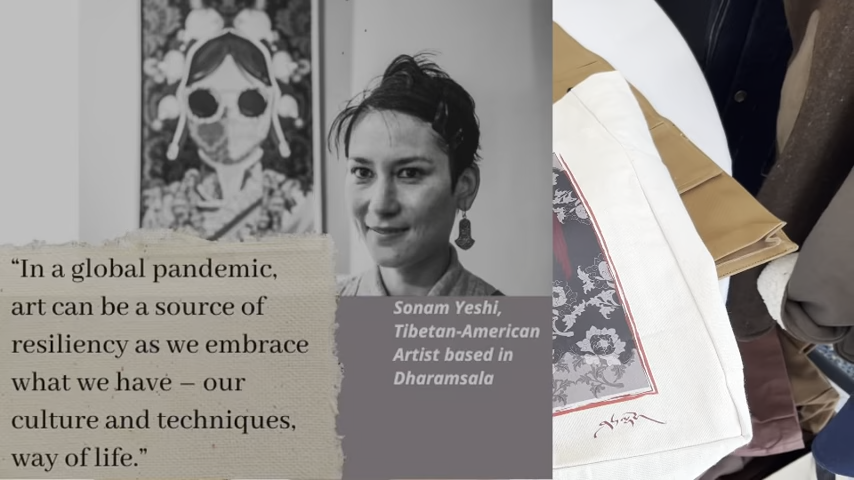 “In a global pandemic,
art can be a source of
resiliency as we embrace
what we have – our
culture and techniques,
way of life.”
Sonam Yeshi,
Tibetan-American
Artist based in
Dharamsala